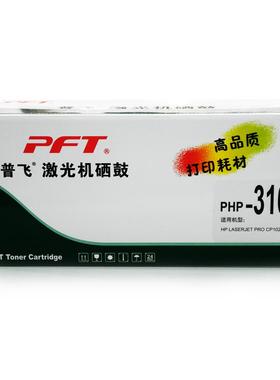 PFT®
普飞®激光机硒鼓
高品质
打印耗材
PHP-31
适用机型:
HP LASERJET PRO CP102
T Toner Cartridge